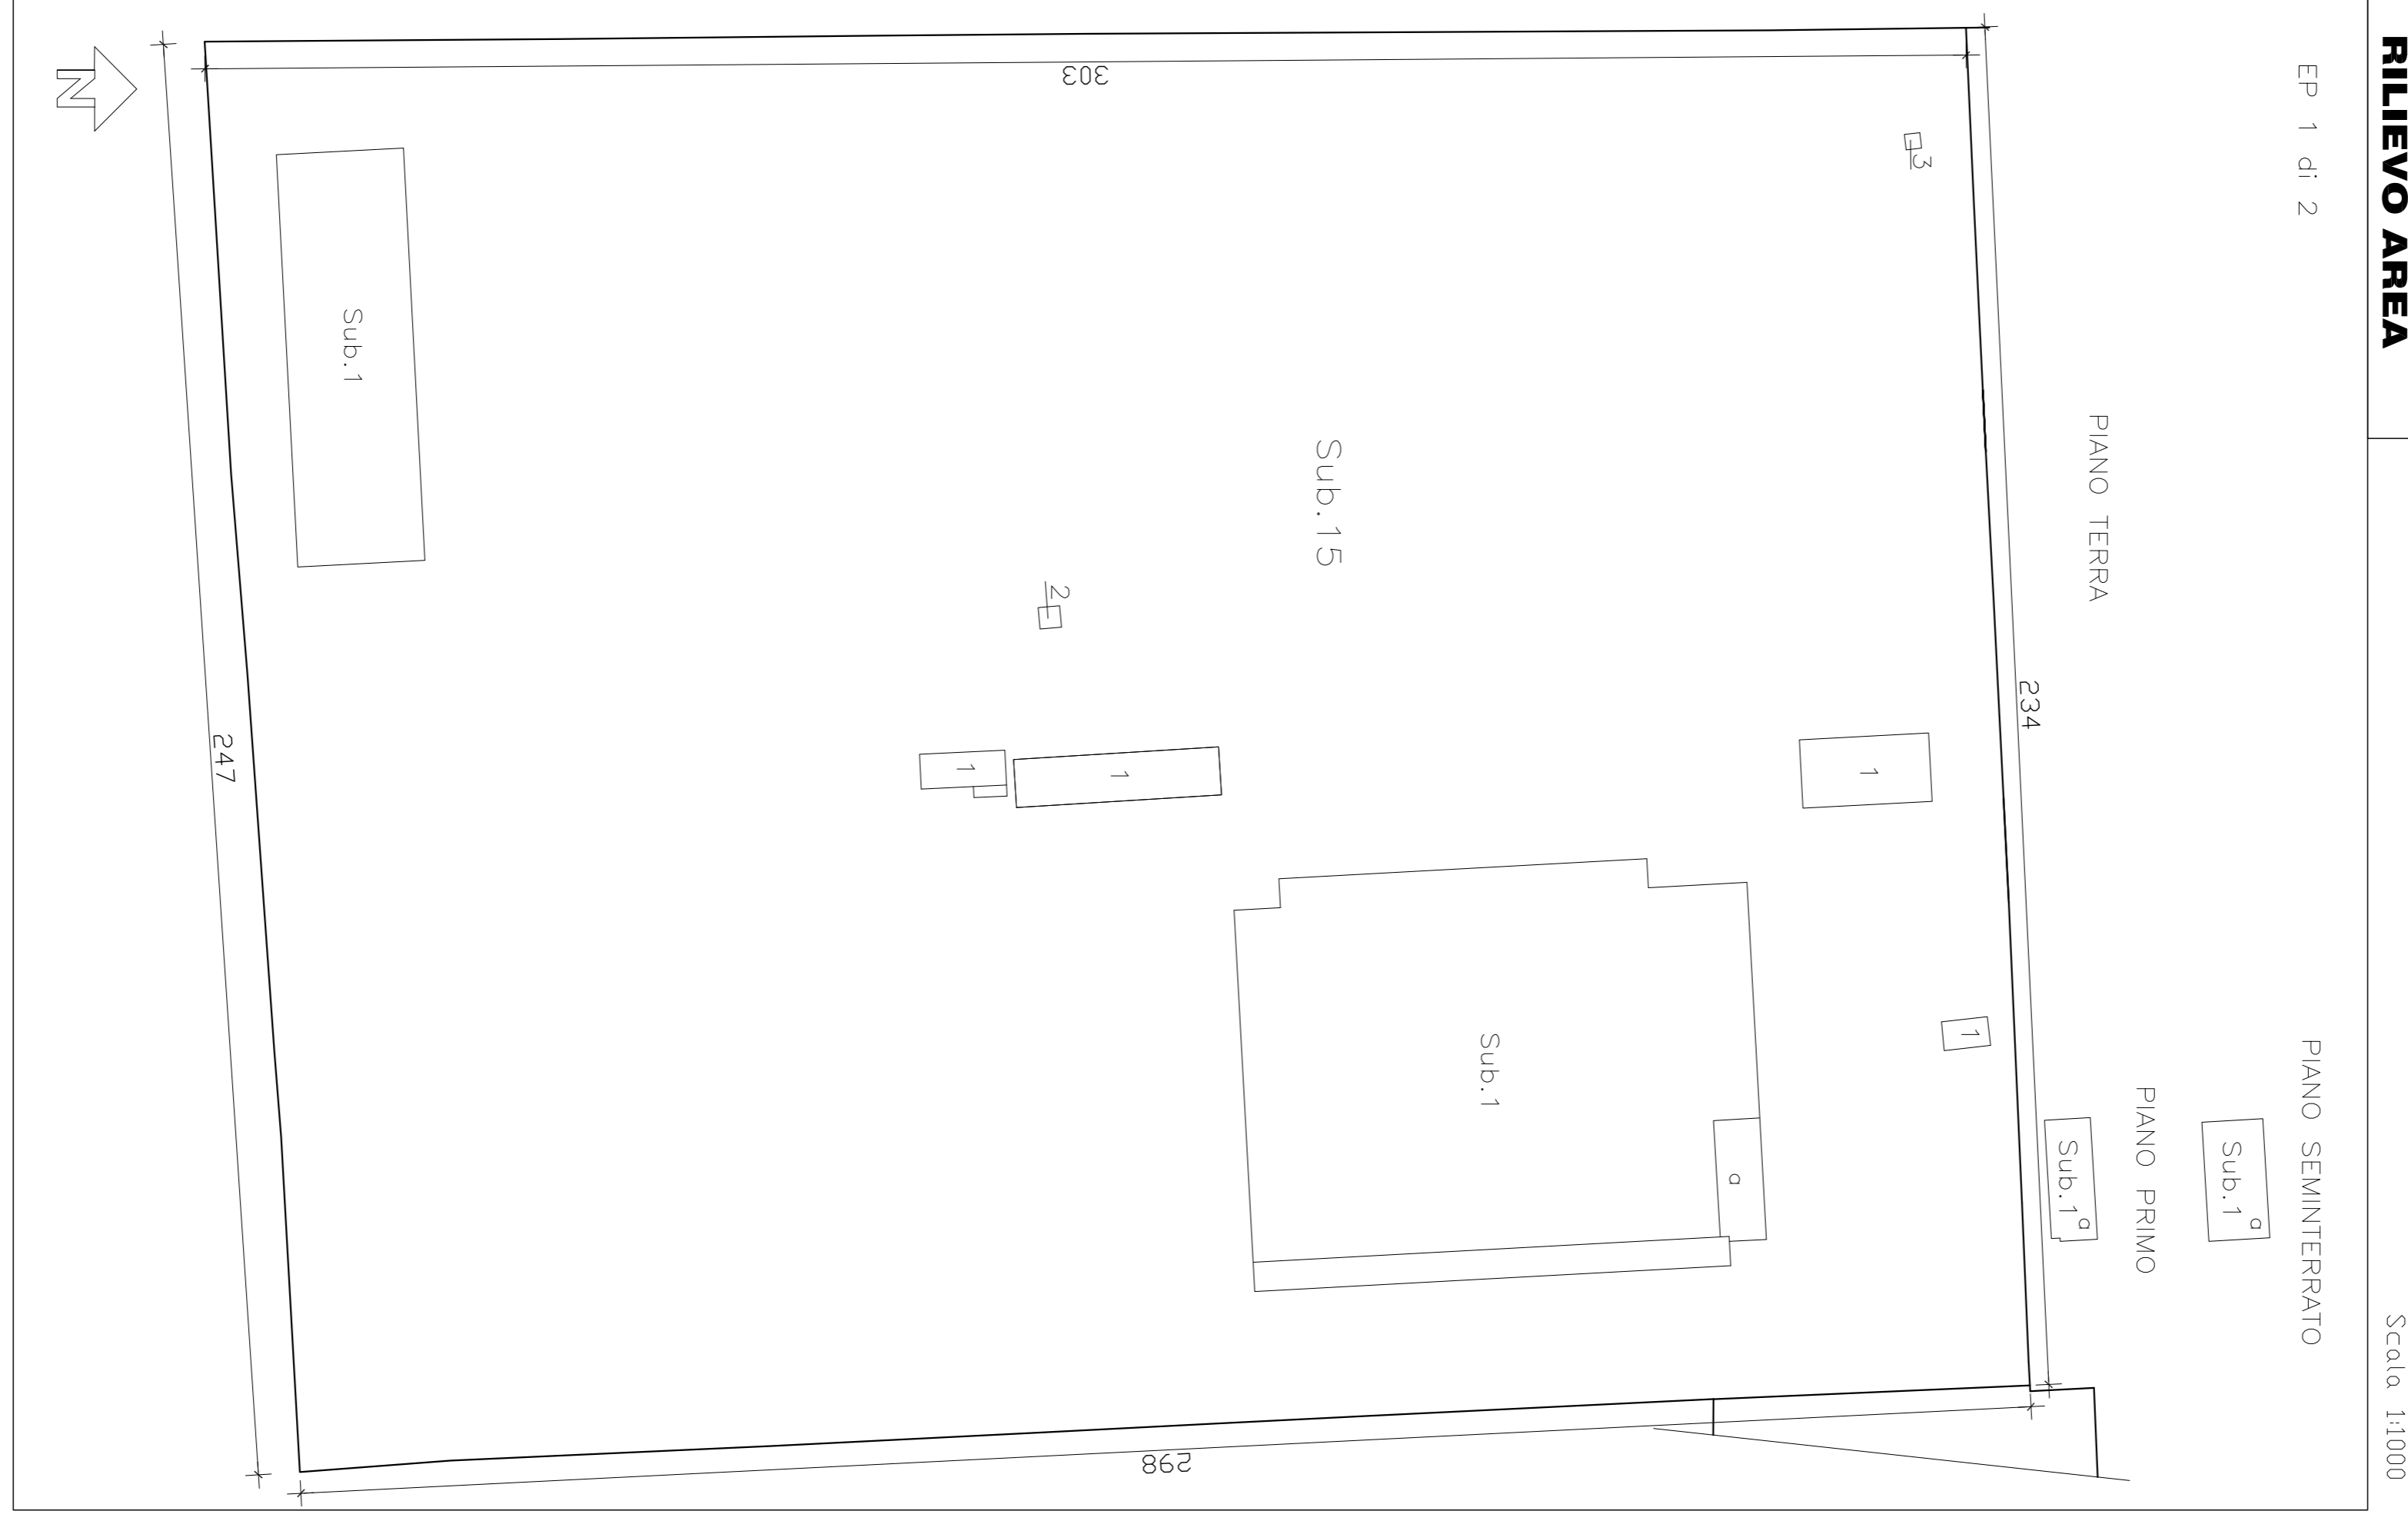 RILIEVO AREA
Scala 1:1000
EP 1 di 2
PIANO SEMINTERRATO
Sub.1
a
PIANO PRIMO
Sub.1
a
PIANO TERRA
234
3
1
1
a
Sub.1
Sub.15
303
298
2
1
1
Sub.1
247
N